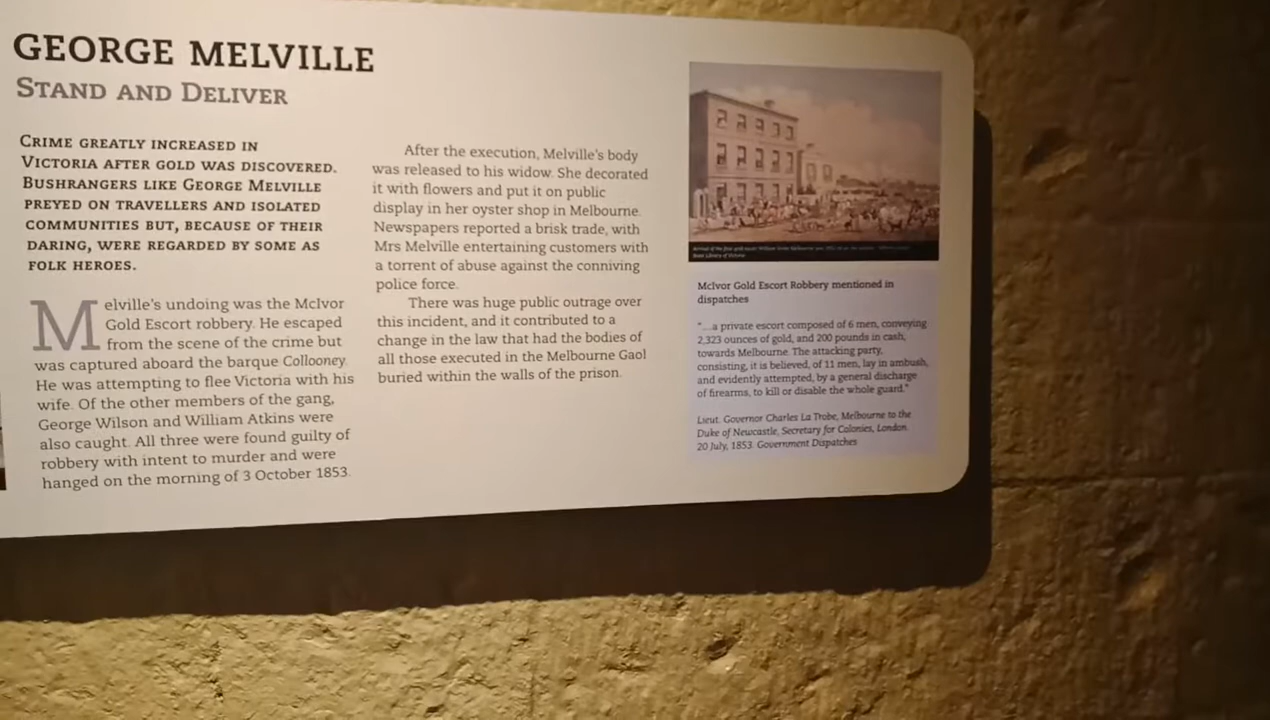 GEORGE MELVILLE
STAND AND DELIVER
CRIME GREATLY INCREASED IN
VICTORIA AFTER GOLD WAS DISCOVERED.
BUSHRANGERS LIKE GEORGE MELVILLE
PREYED ON TRAVELLERS AND ISOLATED
COMMUNITIES BUT, BECAUSE OF THEIR
DARING, WERE REGARDED BY SOME AS
FOLK HEROES.
Melville's undoing was the McIvor
Gold Escort robbery. He escaped
from the scene of the crime but
was captured aboard the barque Collooney.
He was attempting to flee Victoria with his
wife. Of the other members of the gang,
George Wilson and William Atkins were
also caught. All three were found guilty of
robbery with intent to murder and were
hanged on the morning of 3 October 1853.
After the execution, Melville's body
was released to his widow. She decorated
it with flowers and put it on public
display in her oyster shop in Melbourne.
Newspapers reported a brisk trade, with
Mrs Melville entertaining customers with
a torrent of abuse against the conniving
police force.
There was huge public outrage over
this incident, and it contributed to a
change in the law that had the bodies of
all those executed in the Melbourne Gaol
buried within the walls of the prison.
State Library of Victoria
McIvor Gold Escort Robbery mentioned in
dispatches
"...a private escort composed of 6 men, conveying
2,323 ounces of gold, and 200 pounds in cash,
towards Melbourne. The attacking party,
consisting, it is believed, of 11 men, lay in ambush,
and evidently attempted, by a general discharge
of firearms, to kill or disable the whole guard."
Lieut. Governor Charles La Trobe, Melbourne to the
Duke of Newcastle, Secretary for Colonies, London.
20 July, 1853. Government Dispatches